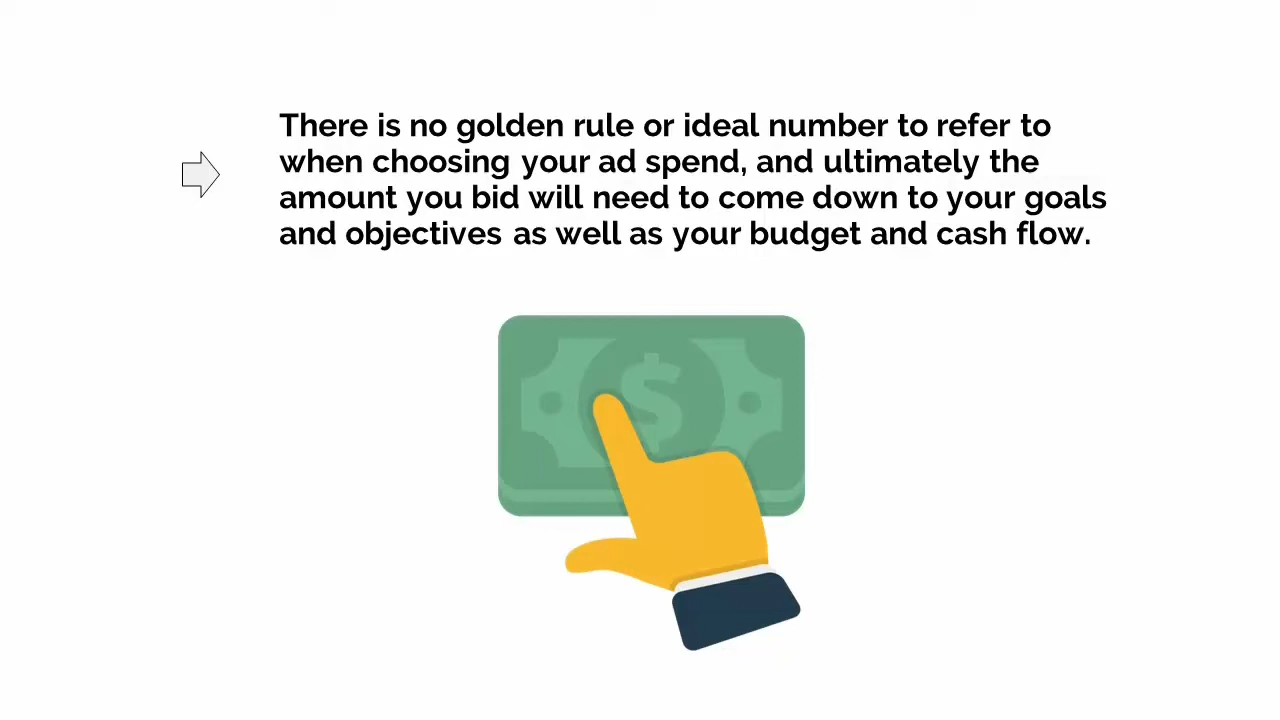 There is no golden rule or ideal number to refer to
when choosing your ad spend, and ultimately the
amount you bid will need to come down to your goals
and objectives as well as your budget and cash flow.
$